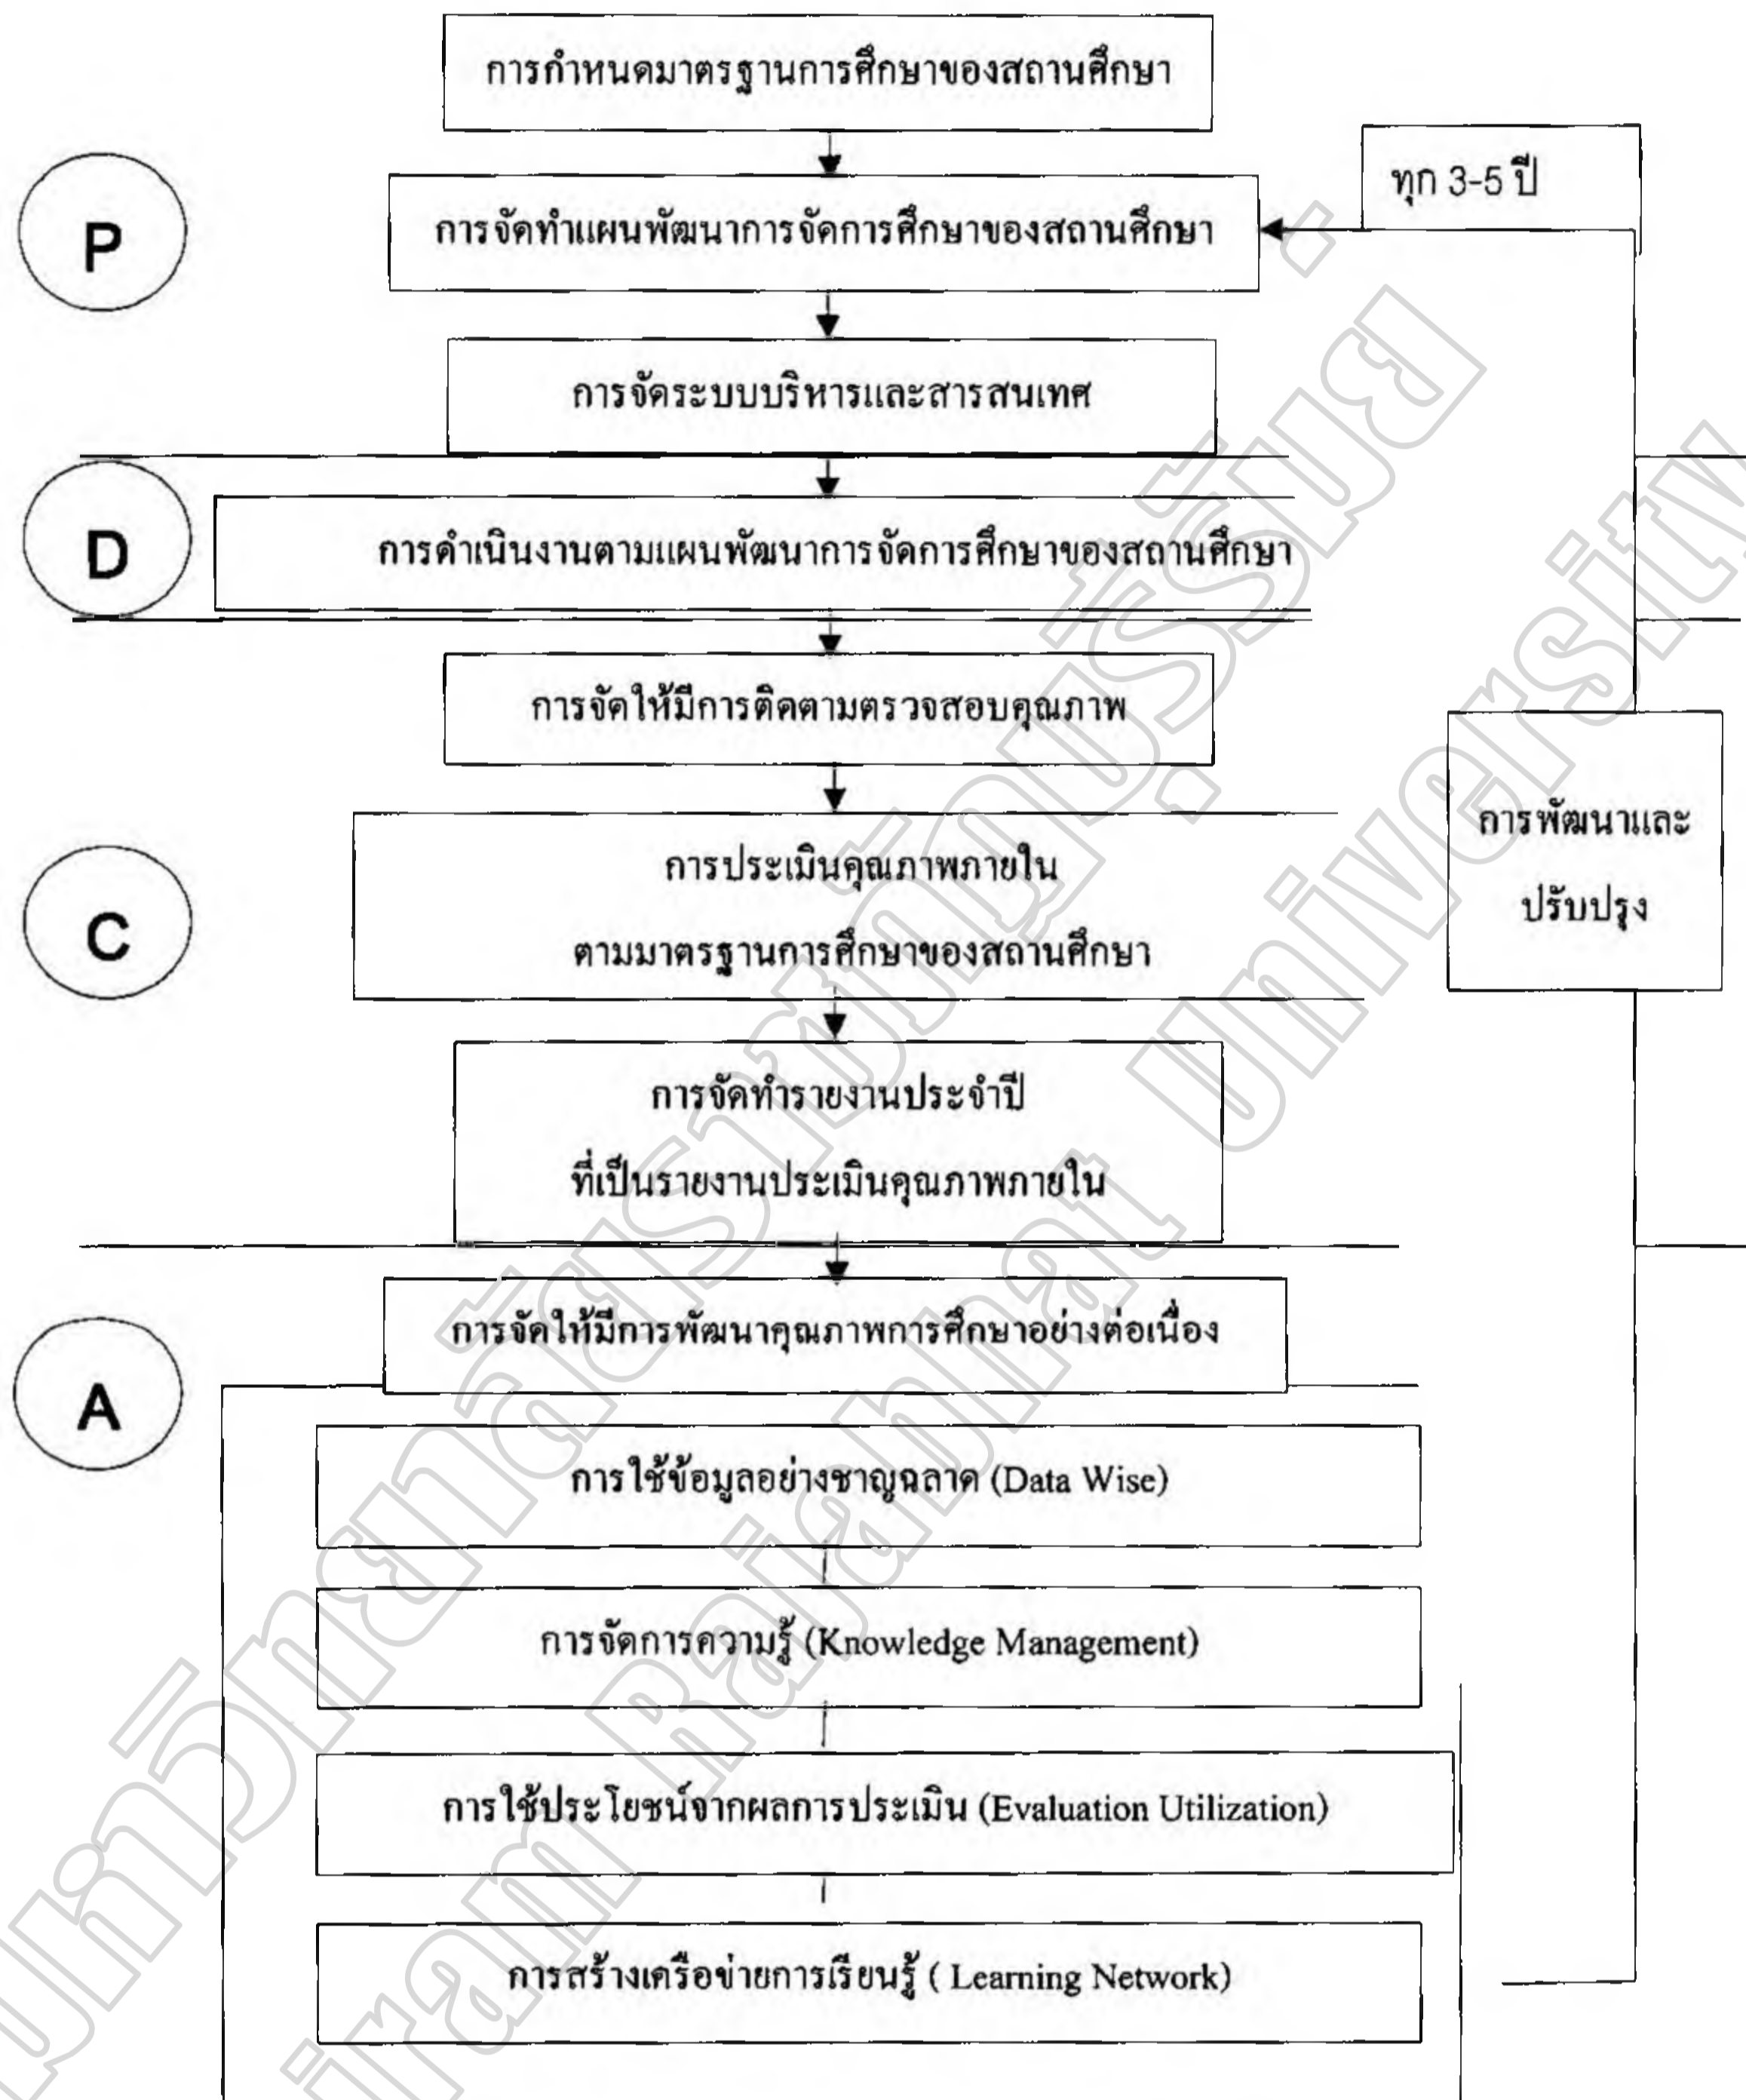 การกำหนดมาตรฐานการศึกษาของสถานศึกษา
ทุก 3-5 ปี
P
การจัดทำแผนพัฒนาการจัดการศึกษาของสถานศึกษา
การจัดระบบบริหารและสารสนเทศ
D
การดำเนินงานตามแผนพัฒนาการจัดการศึกษาของสถานศึกษา
การจัดให้มีการติดตามตรวจสอบคุณภาพ
การพัฒนาและ
ปรับปรุง
C
การประเมินคุณภาพภายใน
ตามมาตรฐานการศึกษาของสถานศึกษา
การจัดทำรายงานประจำปี
ที่เป็นรายงานประเมินคุณภาพภายใน
การจัดให้มีการพัฒนาคุณภาพการศึกษาอย่างต่อเนื่อง
A
การใช้ข้อมูลอย่างชาญฉลาด (Data Wise)
การจัดการความรู้ (Knowledge Management)
การใช้ประโยชน์จากผลการประเมิน (Evaluation Utilization)
การสร้างเครือข่ายการเรียนรู้ ( Learning Network)
Rajabhat University